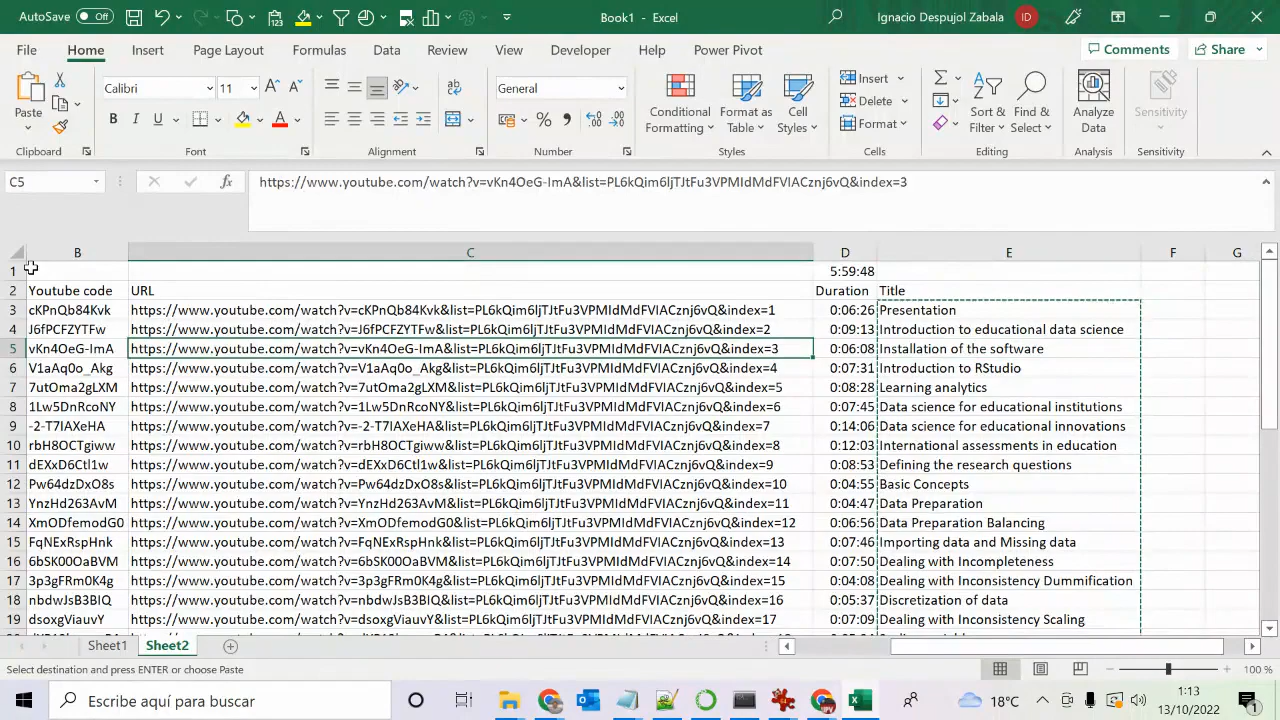 AutoSave Off Book1 - Excel Ignacio Despujol Zabala ID
File Home Insert Page Layout Formulas Data Review View Developer Help Power Pivot Comments Share
Paste Calibri 11 General Conditional Formatting Format as Table Cell Styles Insert Delete Format Sort & Filter Find & Select Analyze Data Sensitivity
Clipboard Font Alignment Number Styles Cells Editing Analysis Sensitivity
C5 fx https://www.youtube.com/watch?v=vKn4OeG-ImA&list=PL6kQim6ljTJtFu3VPMIdMdFVIACznj6vQ&index=3
B C D E F G
1 5:59:48
2 Youtube code URL Duration Title
3 cKPnQb84Kvk https://www.youtube.com/watch?v=cKPnQb84Kvk&list=PL6kQim6ljTJtFu3VPMIdMdFVIACznj6vQ&index=1 0:06:26 Presentation
4 J6fPCFZYTFw https://www.youtube.com/watch?v=J6fPCFZYTFw&list=PL6kQim6ljTJtFu3VPMIdMdFVIACznj6vQ&index=2 0:09:13 Introduction to educational data science
5 vKn4OeG-ImA https://www.youtube.com/watch?v=vKn4OeG-ImA&list=PL6kQim6ljTJtFu3VPMIdMdFVIACznj6vQ&index=3 0:06:08 Installation of the software
6 V1aAq0o_Akg https://www.youtube.com/watch?v=V1aAq0o_Akg&list=PL6kQim6ljTJtFu3VPMIdMdFVIACznj6vQ&index=4 0:07:31 Introduction to RStudio
7 7utOma2gLXM https://www.youtube.com/watch?v=7utOma2gLXM&list=PL6kQim6ljTJtFu3VPMIdMdFVIACznj6vQ&index=5 0:08:28 Learning analytics
8 1Lw5DnRcoNY https://www.youtube.com/watch?v=1Lw5DnRcoNY&list=PL6kQim6ljTJtFu3VPMIdMdFVIACznj6vQ&index=6 0:07:45 Data science for educational institutions
9 -2-T7IAXeHA https://www.youtube.com/watch?v=-2-T7IAXeHA&list=PL6kQim6ljTJtFu3VPMIdMdFVIACznj6vQ&index=7 0:14:06 Data science for educational innovations
10 rbH8OCTgiww https://www.youtube.com/watch?v=rbH8OCTgiww&list=PL6kQim6ljTJtFu3VPMIdMdFVIACznj6vQ&index=8 0:12:03 International assessments in education
11 dEXxD6Ctl1w https://www.youtube.com/watch?v=dEXxD6Ctl1w&list=PL6kQim6ljTJtFu3VPMIdMdFVIACznj6vQ&index=9 0:08:53 Defining the research questions
12 Pw64dzDxO8s https://www.youtube.com/watch?v=Pw64dzDxO8s&list=PL6kQim6ljTJtFu3VPMIdMdFVIACznj6vQ&index=10 0:04:55 Basic Concepts
13 YnzHd263AvM https://www.youtube.com/watch?v=YnzHd263AvM&list=PL6kQim6ljTJtFu3VPMIdMdFVIACznj6vQ&index=11 0:04:47 Data Preparation
14 XmODfemodG0 https://www.youtube.com/watch?v=XmODfemodG0&list=PL6kQim6ljTJtFu3VPMIdMdFVIACznj6vQ&index=12 0:06:56 Data Preparation Balancing
15 FqNExRspHnk https://www.youtube.com/watch?v=FqNExRspHnk&list=PL6kQim6ljTJtFu3VPMIdMdFVIACznj6vQ&index=13 0:07:46 Importing data and Missing data
16 6bSK00OaBVM https://www.youtube.com/watch?v=6bSK00OaBVM&list=PL6kQim6ljTJtFu3VPMIdMdFVIACznj6vQ&index=14 0:07:50 Dealing with Incompleteness
17 3p3gFRm0K4g https://www.youtube.com/watch?v=3p3gFRm0K4g&list=PL6kQim6ljTJtFu3VPMIdMdFVIACznj6vQ&index=15 0:04:08 Dealing with Inconsistency Dummification
18 nbdwJsB3BIQ https://www.youtube.com/watch?v=nbdwJsB3BIQ&list=PL6kQim6ljTJtFu3VPMIdMdFVIACznj6vQ&index=16 0:05:37 Discretization of data
19 dsoxgViauvY https://www.youtube.com/watch?v=dsoxgViauvY&list=PL6kQim6ljTJtFu3VPMIdMdFVIACznj6vQ&index=17 0:07:09 Dealing with Inconsistency Scaling
Sheet1 Sheet2
Select destination and press ENTER or choose Paste 100 %
Escribe aquí para buscar 18°C 1:13
13/10/2022 1